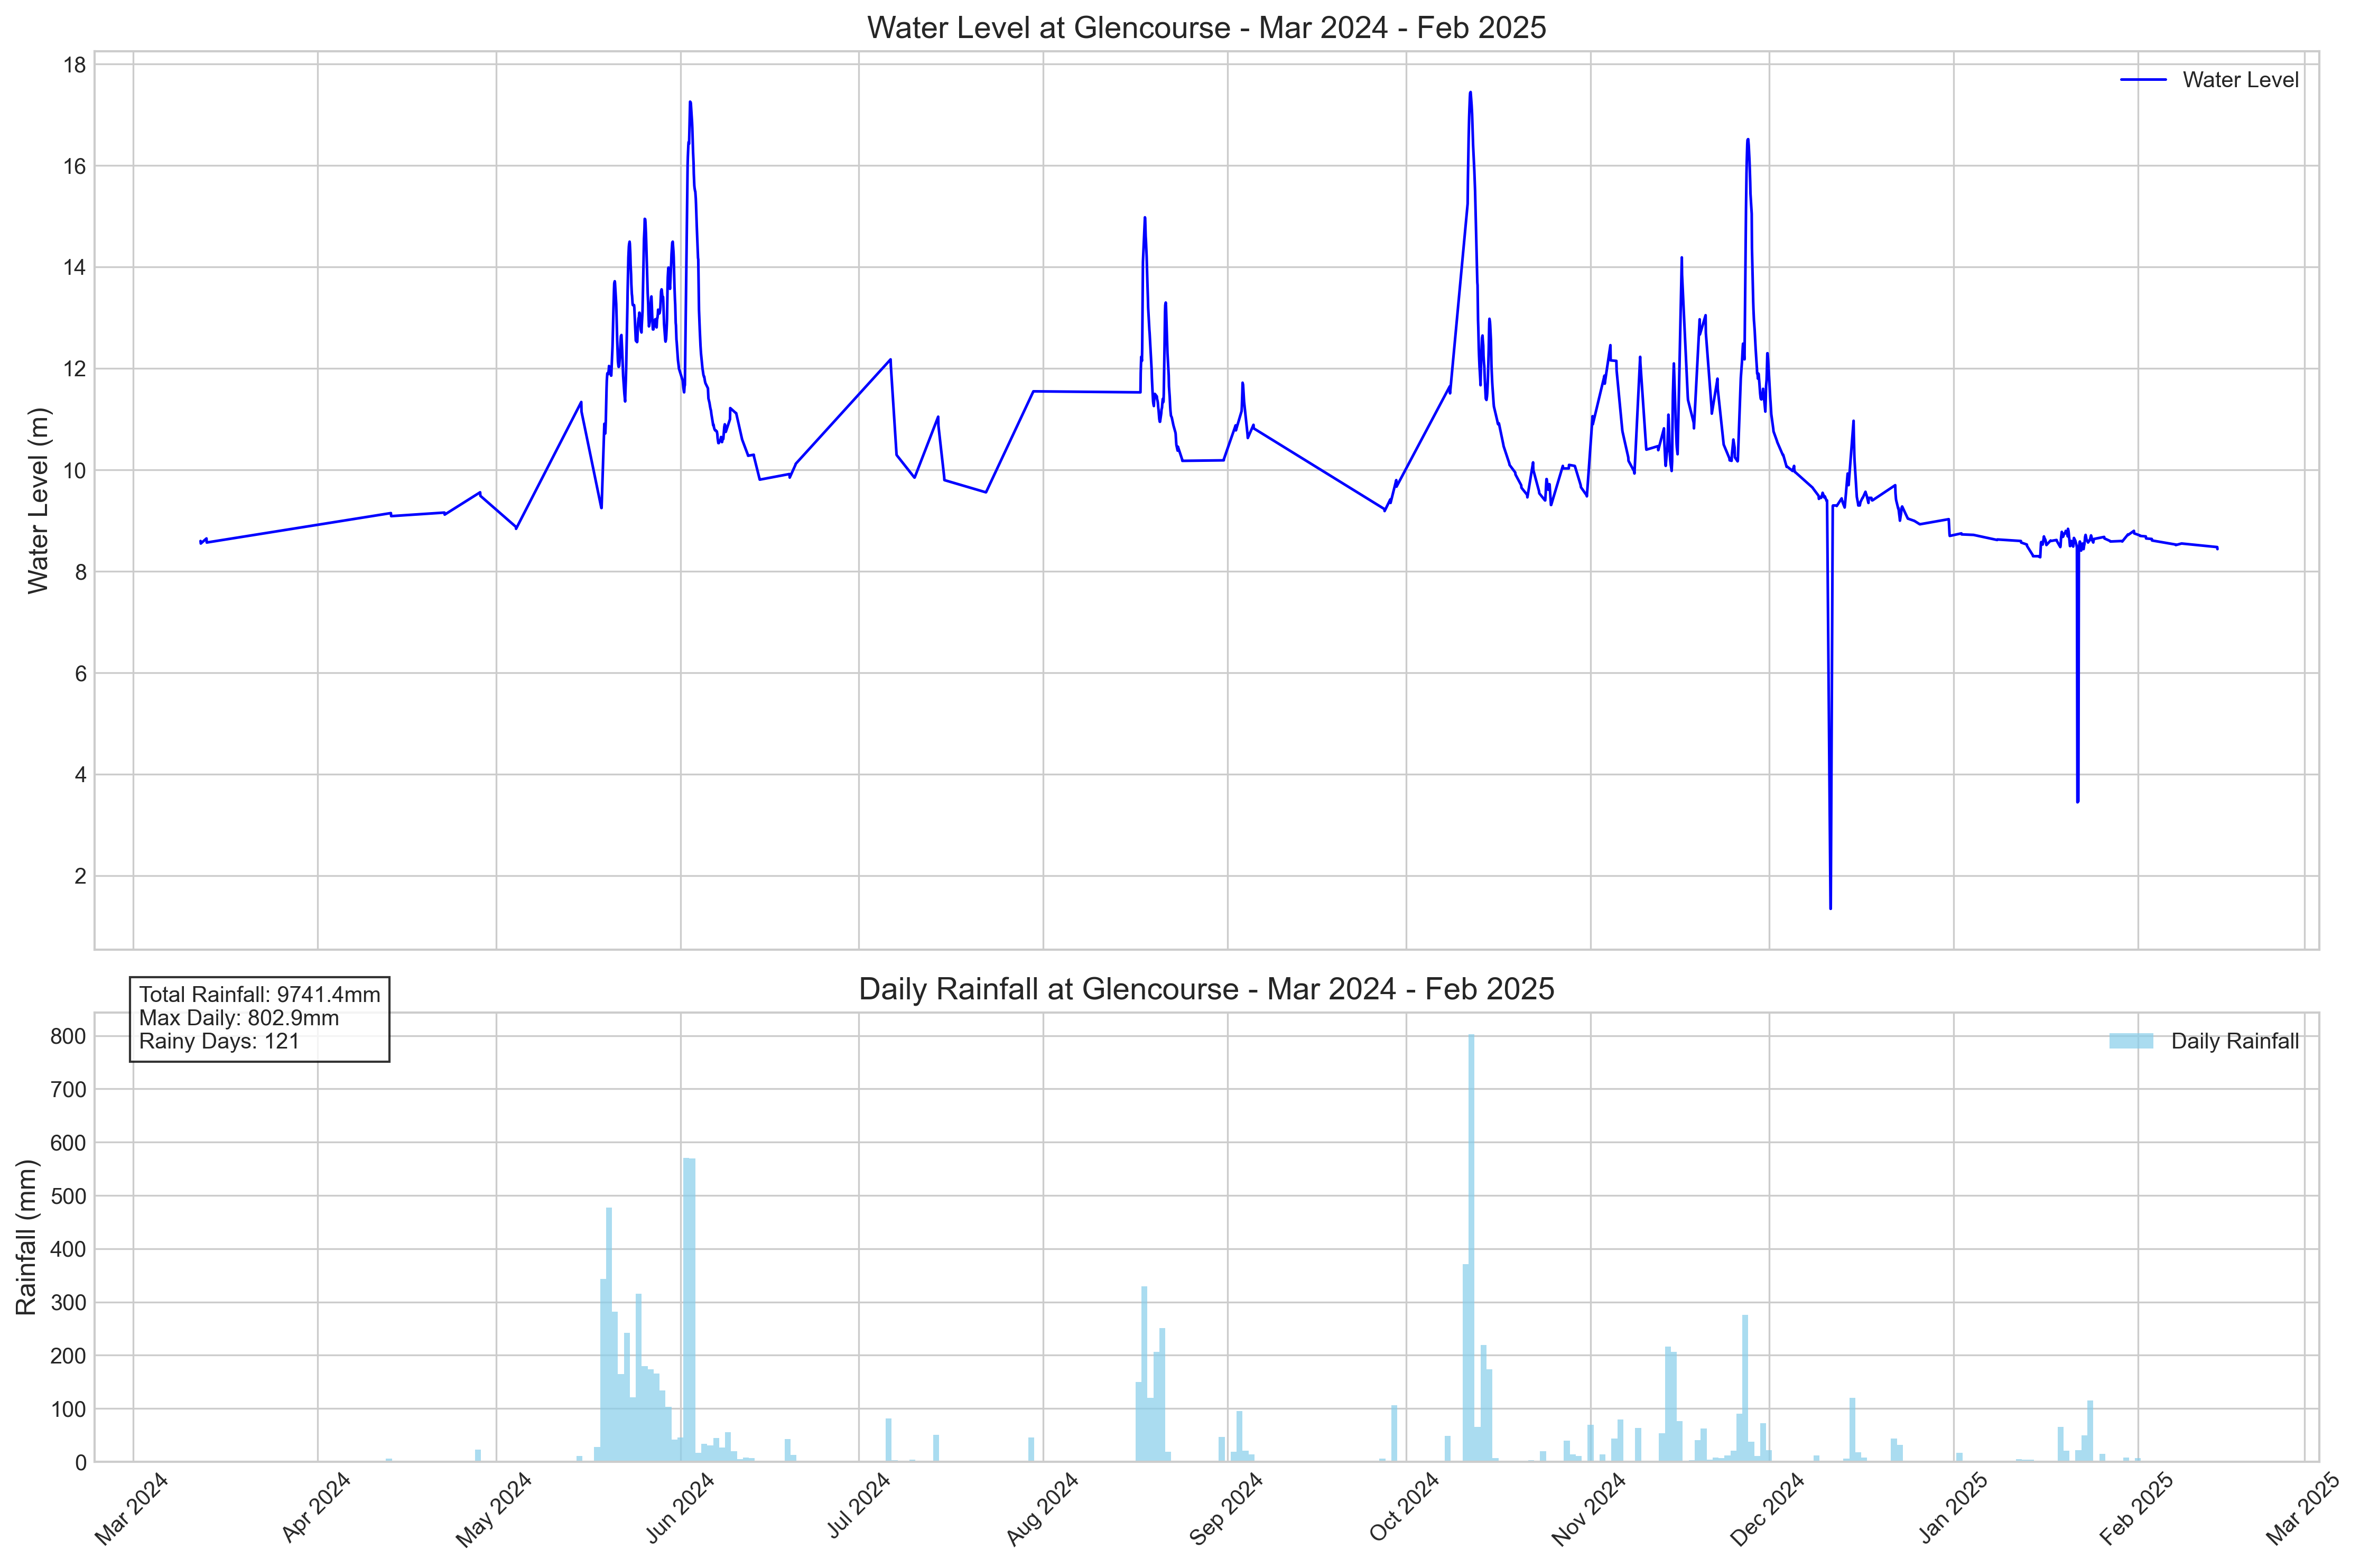 Water Level at Glencourse - Mar 2024 - Feb 2025
18
16
14
12
10
8
6
4
2
Water Level (m)
Water Level
Total Rainfall: 9741.4mm
Max Daily: 802.9mm
Rainy Days: 121
Daily Rainfall at Glencourse - Mar 2024 - Feb 2025
800
700
600
500
400
300
200
100
0
Rainfall (mm)
Daily Rainfall
Mar 2024
Apr 2024
May 2024
Jun 2024
Jul 2024
Aug 2024
Sep 2024
Oct 2024
Nov 2024
Dec 2024
Jan 2025
Feb 2025
Mar 2025